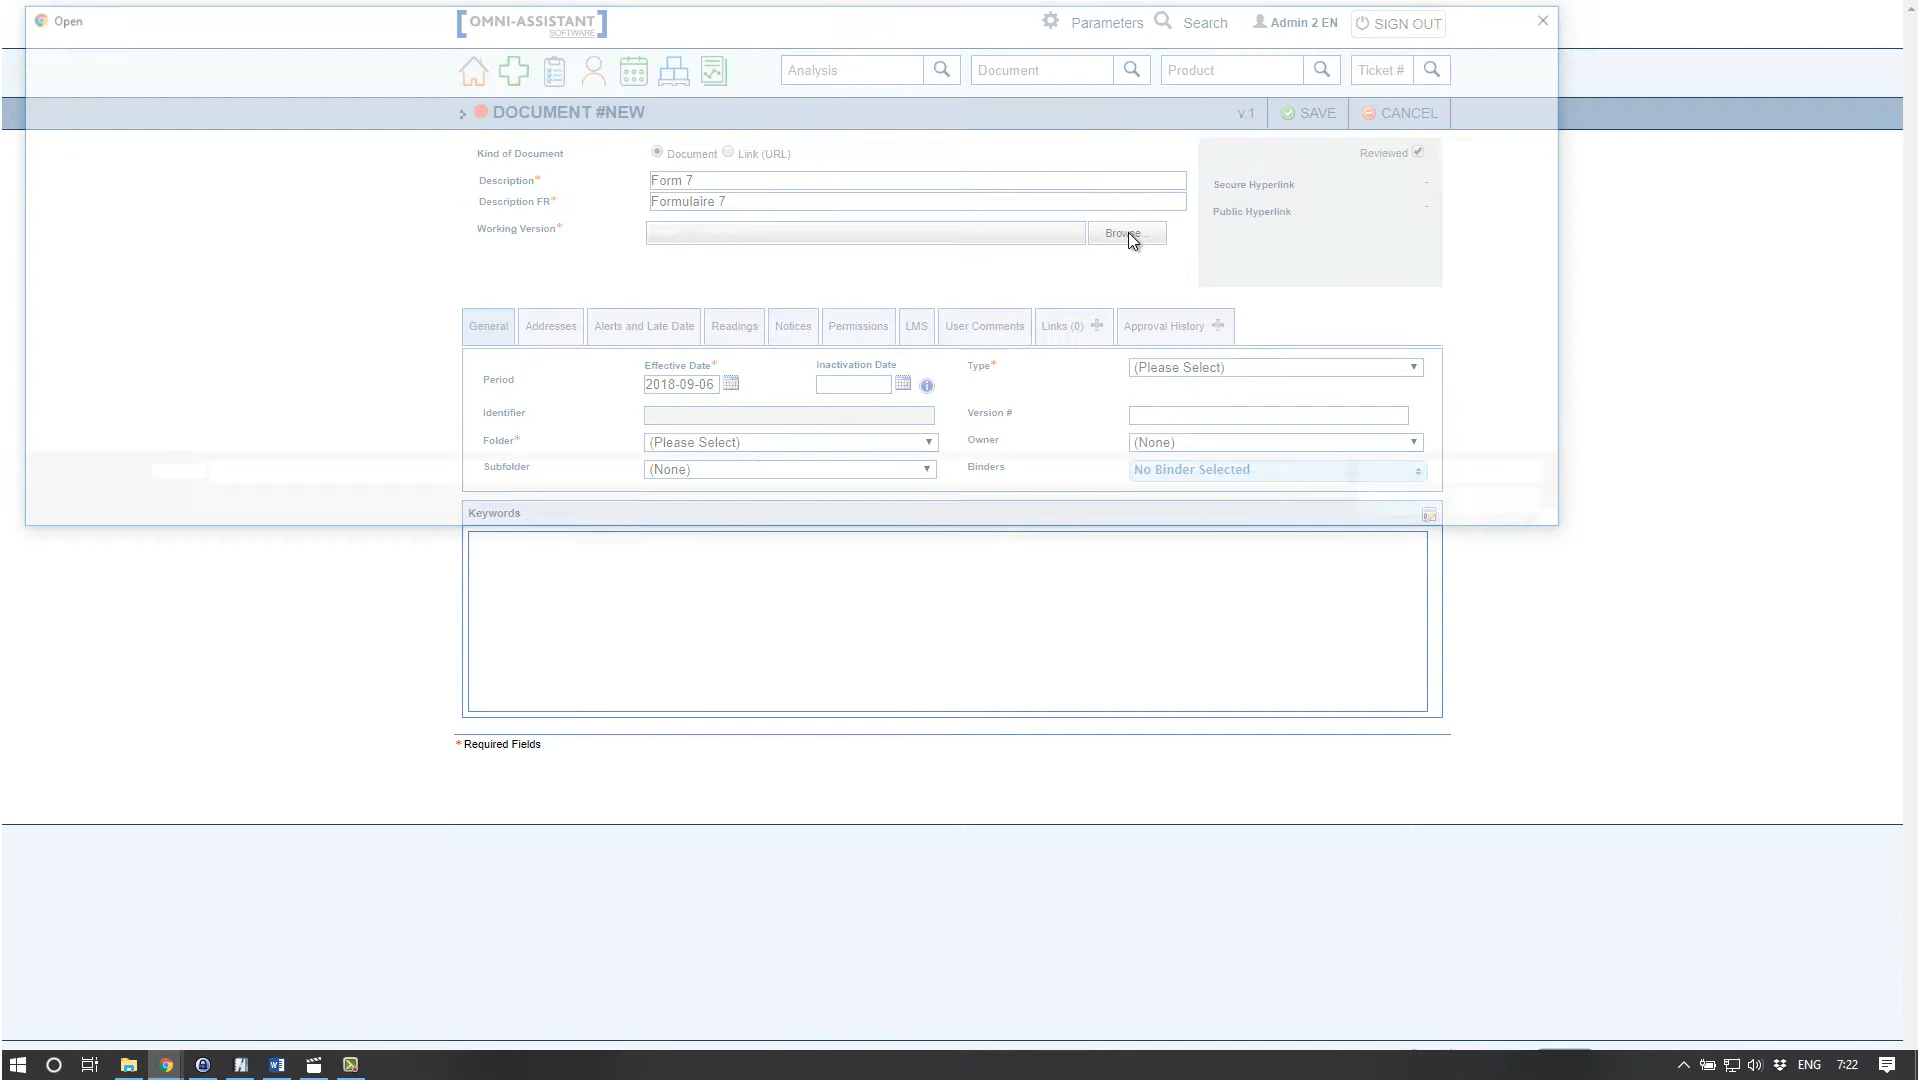 Open
OMNI-ASSISTANT
SOFTWARE
Parameters
Search
Admin 2 EN
SIGN OUT
Analysis
Document
Product
Ticket #
DOCUMENT #NEW
v.1
SAVE
CANCEL
Kind of Document
Document
Link (URL)
Reviewed
Description*
Form 7
Secure Hyperlink
-
Description FR*
Formulaire 7
Public Hyperlink
-
Working Version*
Browse...
General
Addresses
Alerts and Late Date
Readings
Notices
Permissions
LMS
User Comments
Links (0)
Approval History
Period
Effective Date*
2018-09-06
Inactivation Date
Type*
(Please Select)
Identifier
Version #
Folder*
(Please Select)
Owner
(None)
Subfolder
(None)
Binders
No Binder Selected
Keywords
* Required Fields
ENG
7:22